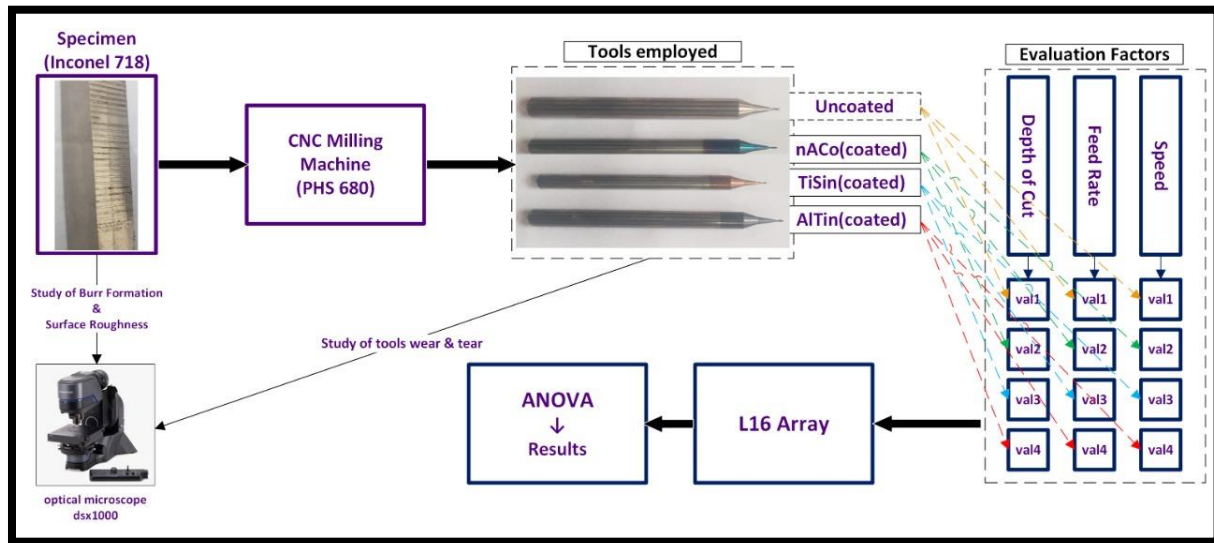 Specimen
(Inconel 718)
Tools employed
Evaluation Factors
CNC Milling
Machine
(PHS 680)
Uncoated
nACo(coated)
TiSin(coated)
AlTin(coated)
Depth of Cut
Feed Rate
Speed
val1
val1
val1
val2
val2
val2
val3
val3
val3
val4
val4
val4
Study of Burr Formation
&
Surface Roughness
Study of tools wear & tear
ANOVA
↓
Results
L16 Array
optical microscope
dsx1000